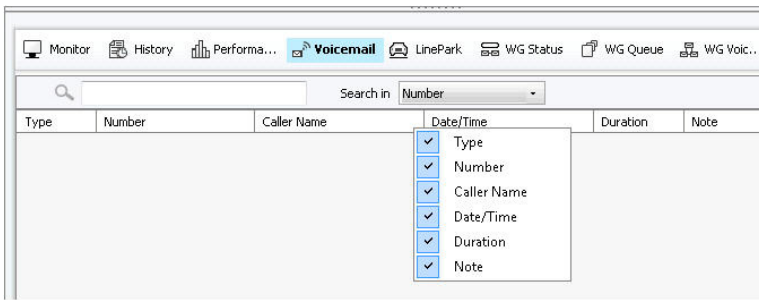 Monitor History Performa... Voicemail LinePark WG Status WG Queue WG Voic...
Search in Number
Type Number Caller Name Date/Time Duration Note
Type
Number
Caller Name
Date/Time
Duration
Note